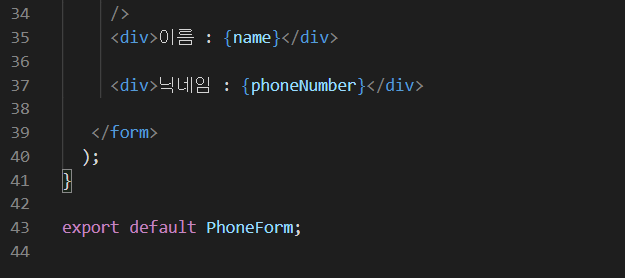 34 />
35 <div>이름 : {name}</div>
36
37 <div>닉네임 : {phoneNumber}</div>
38
39 </form>
40 );
41 }
42
43 export default PhoneForm;
44